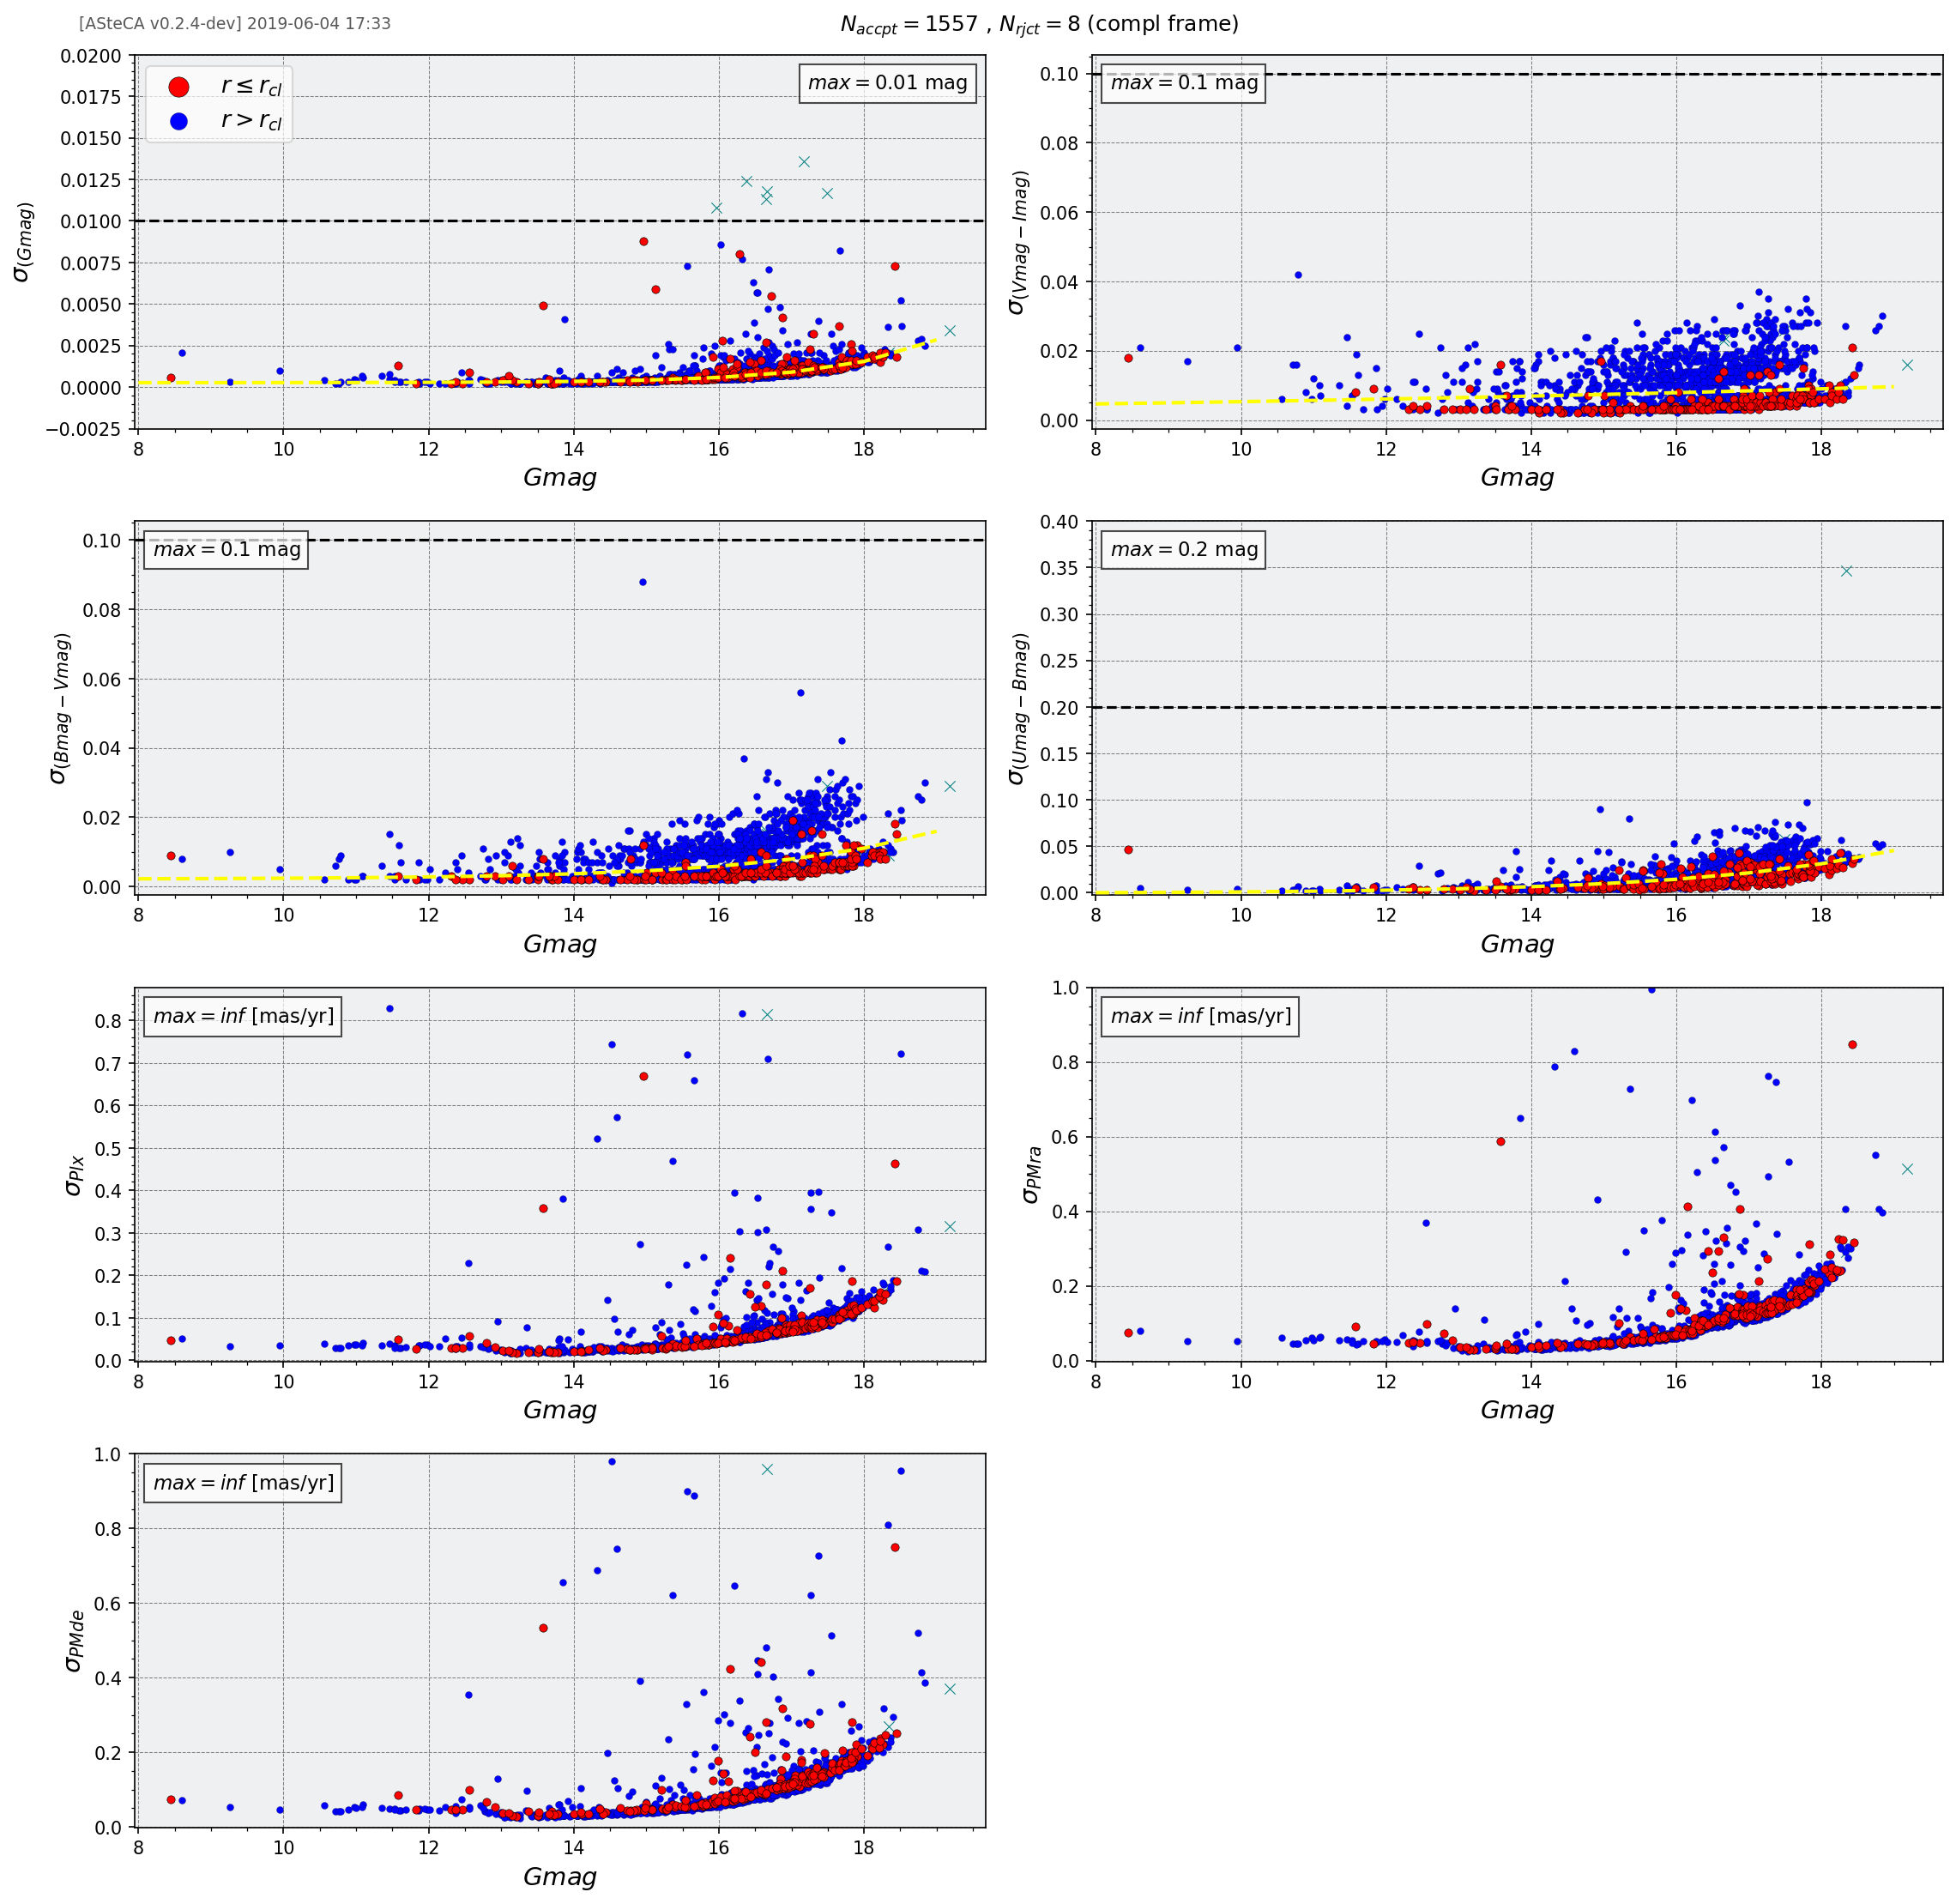 [ASteCA v0.2.4-dev] 2019-06-04 17:33
N_accpt = 1557 , N_rjct = 8 (compl frame)
0.0200
0.0175
0.0150
0.0125
0.0100
0.0075
0.0050
0.0025
0.0000
−0.0025
σ(Gmag)
r ≤ r_cl
r > r_cl
max = 0.01 mag
8 10 12 14 16 18
Gmag
0.10
0.08
0.06
0.04
0.02
0.00
σ(Vmag − Imag)
max = 0.1 mag
8 10 12 14 16 18
Gmag
0.10
0.08
0.06
0.04
0.02
0.00
σ(Bmag − Vmag)
max = 0.1 mag
8 10 12 14 16 18
Gmag
0.40
0.35
0.30
0.25
0.20
0.15
0.10
0.05
0.00
σ(Umag − Bmag)
max = 0.2 mag
8 10 12 14 16 18
Gmag
0.8
0.7
0.6
0.5
0.4
0.3
0.2
0.1
0.0
σPlx
max = inf [mas/yr]
8 10 12 14 16 18
Gmag
1.0
0.8
0.6
0.4
0.2
0.0
σPMra
max = inf [mas/yr]
8 10 12 14 16 18
Gmag
1.0
0.8
0.6
0.4
0.2
0.0
σPMde
max = inf [mas/yr]
8 10 12 14 16 18
Gmag